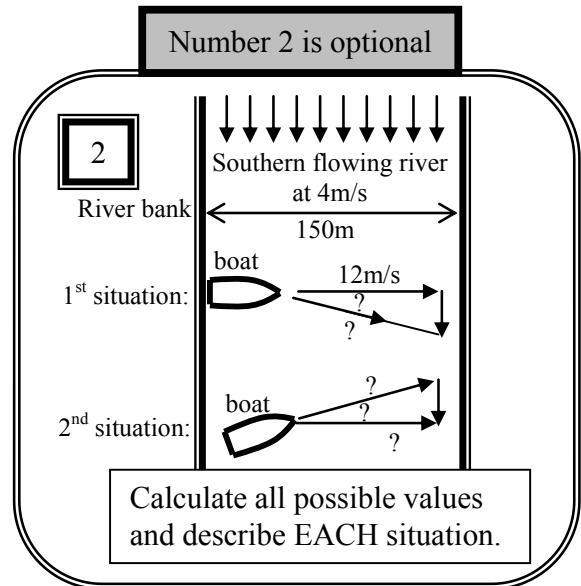 Number 2 is optional
2
Southern flowing river
at 4m/s
River bank
150m
boat
1st situation:
12m/s
?
?
boat
2nd situation:
?
?
?
Calculate all possible values
and describe EACH situation.